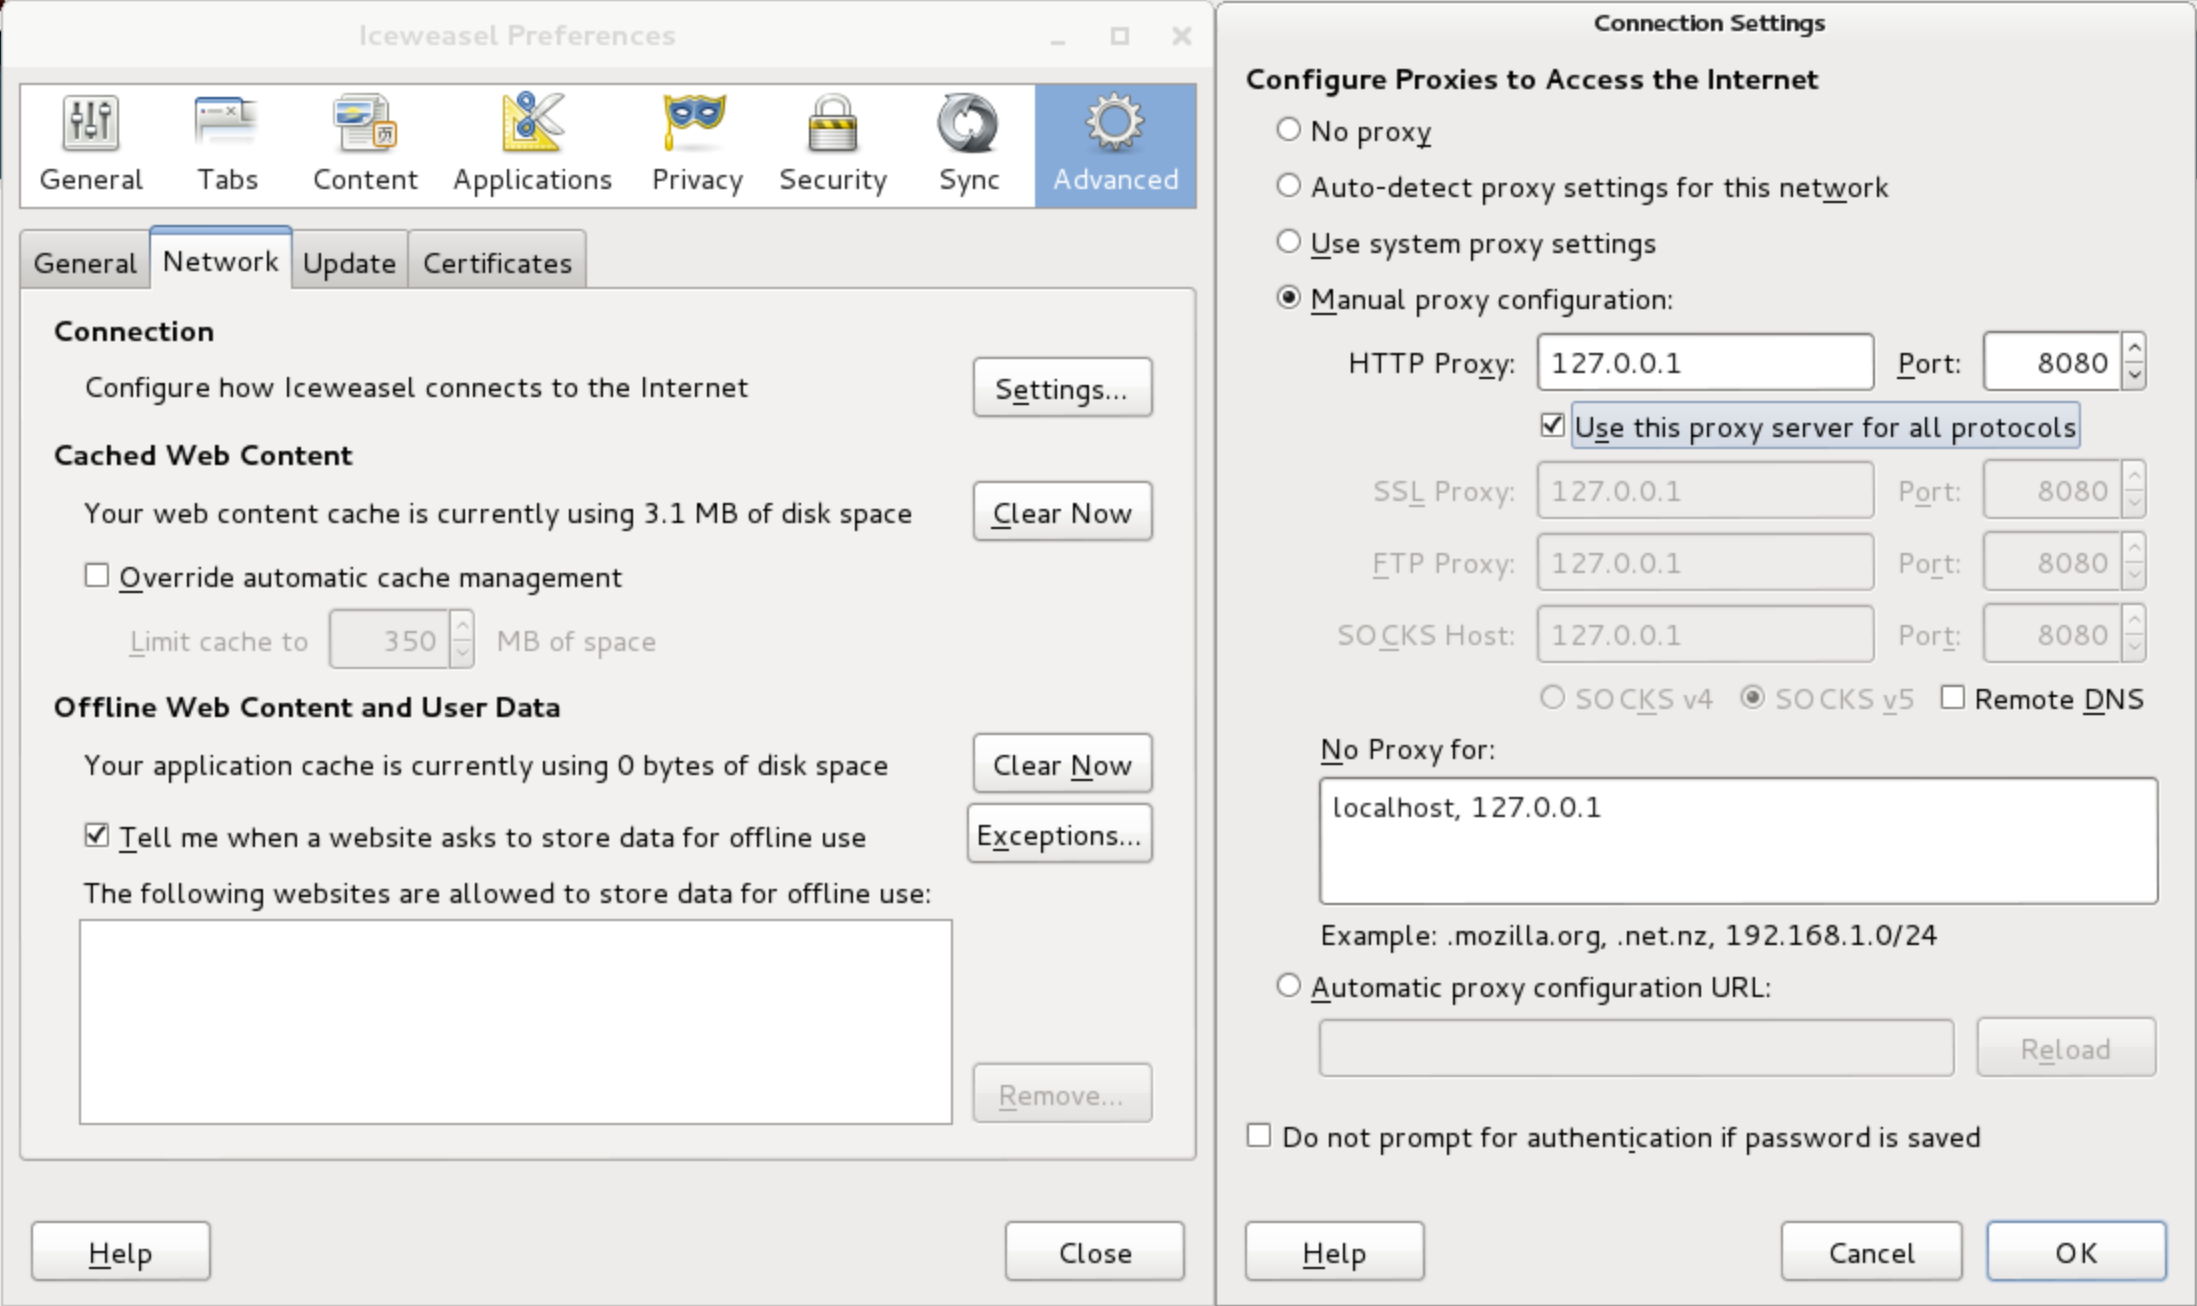 Iceweasel Preferences
General Tabs Content Applications Privacy Security Sync Advanced
General Network Update Certificates
Connection
Configure how Iceweasel connects to the Internet Settings...
Cached Web Content
Your web content cache is currently using 3.1 MB of disk space Clear Now
Override automatic cache management
Limit cache to 350 MB of space
Offline Web Content and User Data
Your application cache is currently using 0 bytes of disk space Clear Now
Tell me when a website asks to store data for offline use Exceptions...
The following websites are allowed to store data for offline use:
Remove...
Help Close
Connection Settings
Configure Proxies to Access the Internet
No proxy
Auto-detect proxy settings for this network
Use system proxy settings
Manual proxy configuration:
HTTP Proxy: 127.0.0.1 Port: 8080
Use this proxy server for all protocols
SSL Proxy: 127.0.0.1 Port: 8080
FTP Proxy: 127.0.0.1 Port: 8080
SOCKS Host: 127.0.0.1 Port: 8080
SOCKS v4 SOCKS v5 Remote DNS
No Proxy for:
localhost, 127.0.0.1
Example: .mozilla.org, .net.nz, 192.168.1.0/24
Automatic proxy configuration URL:
Reload
Do not prompt for authentication if password is saved
Help Cancel OK